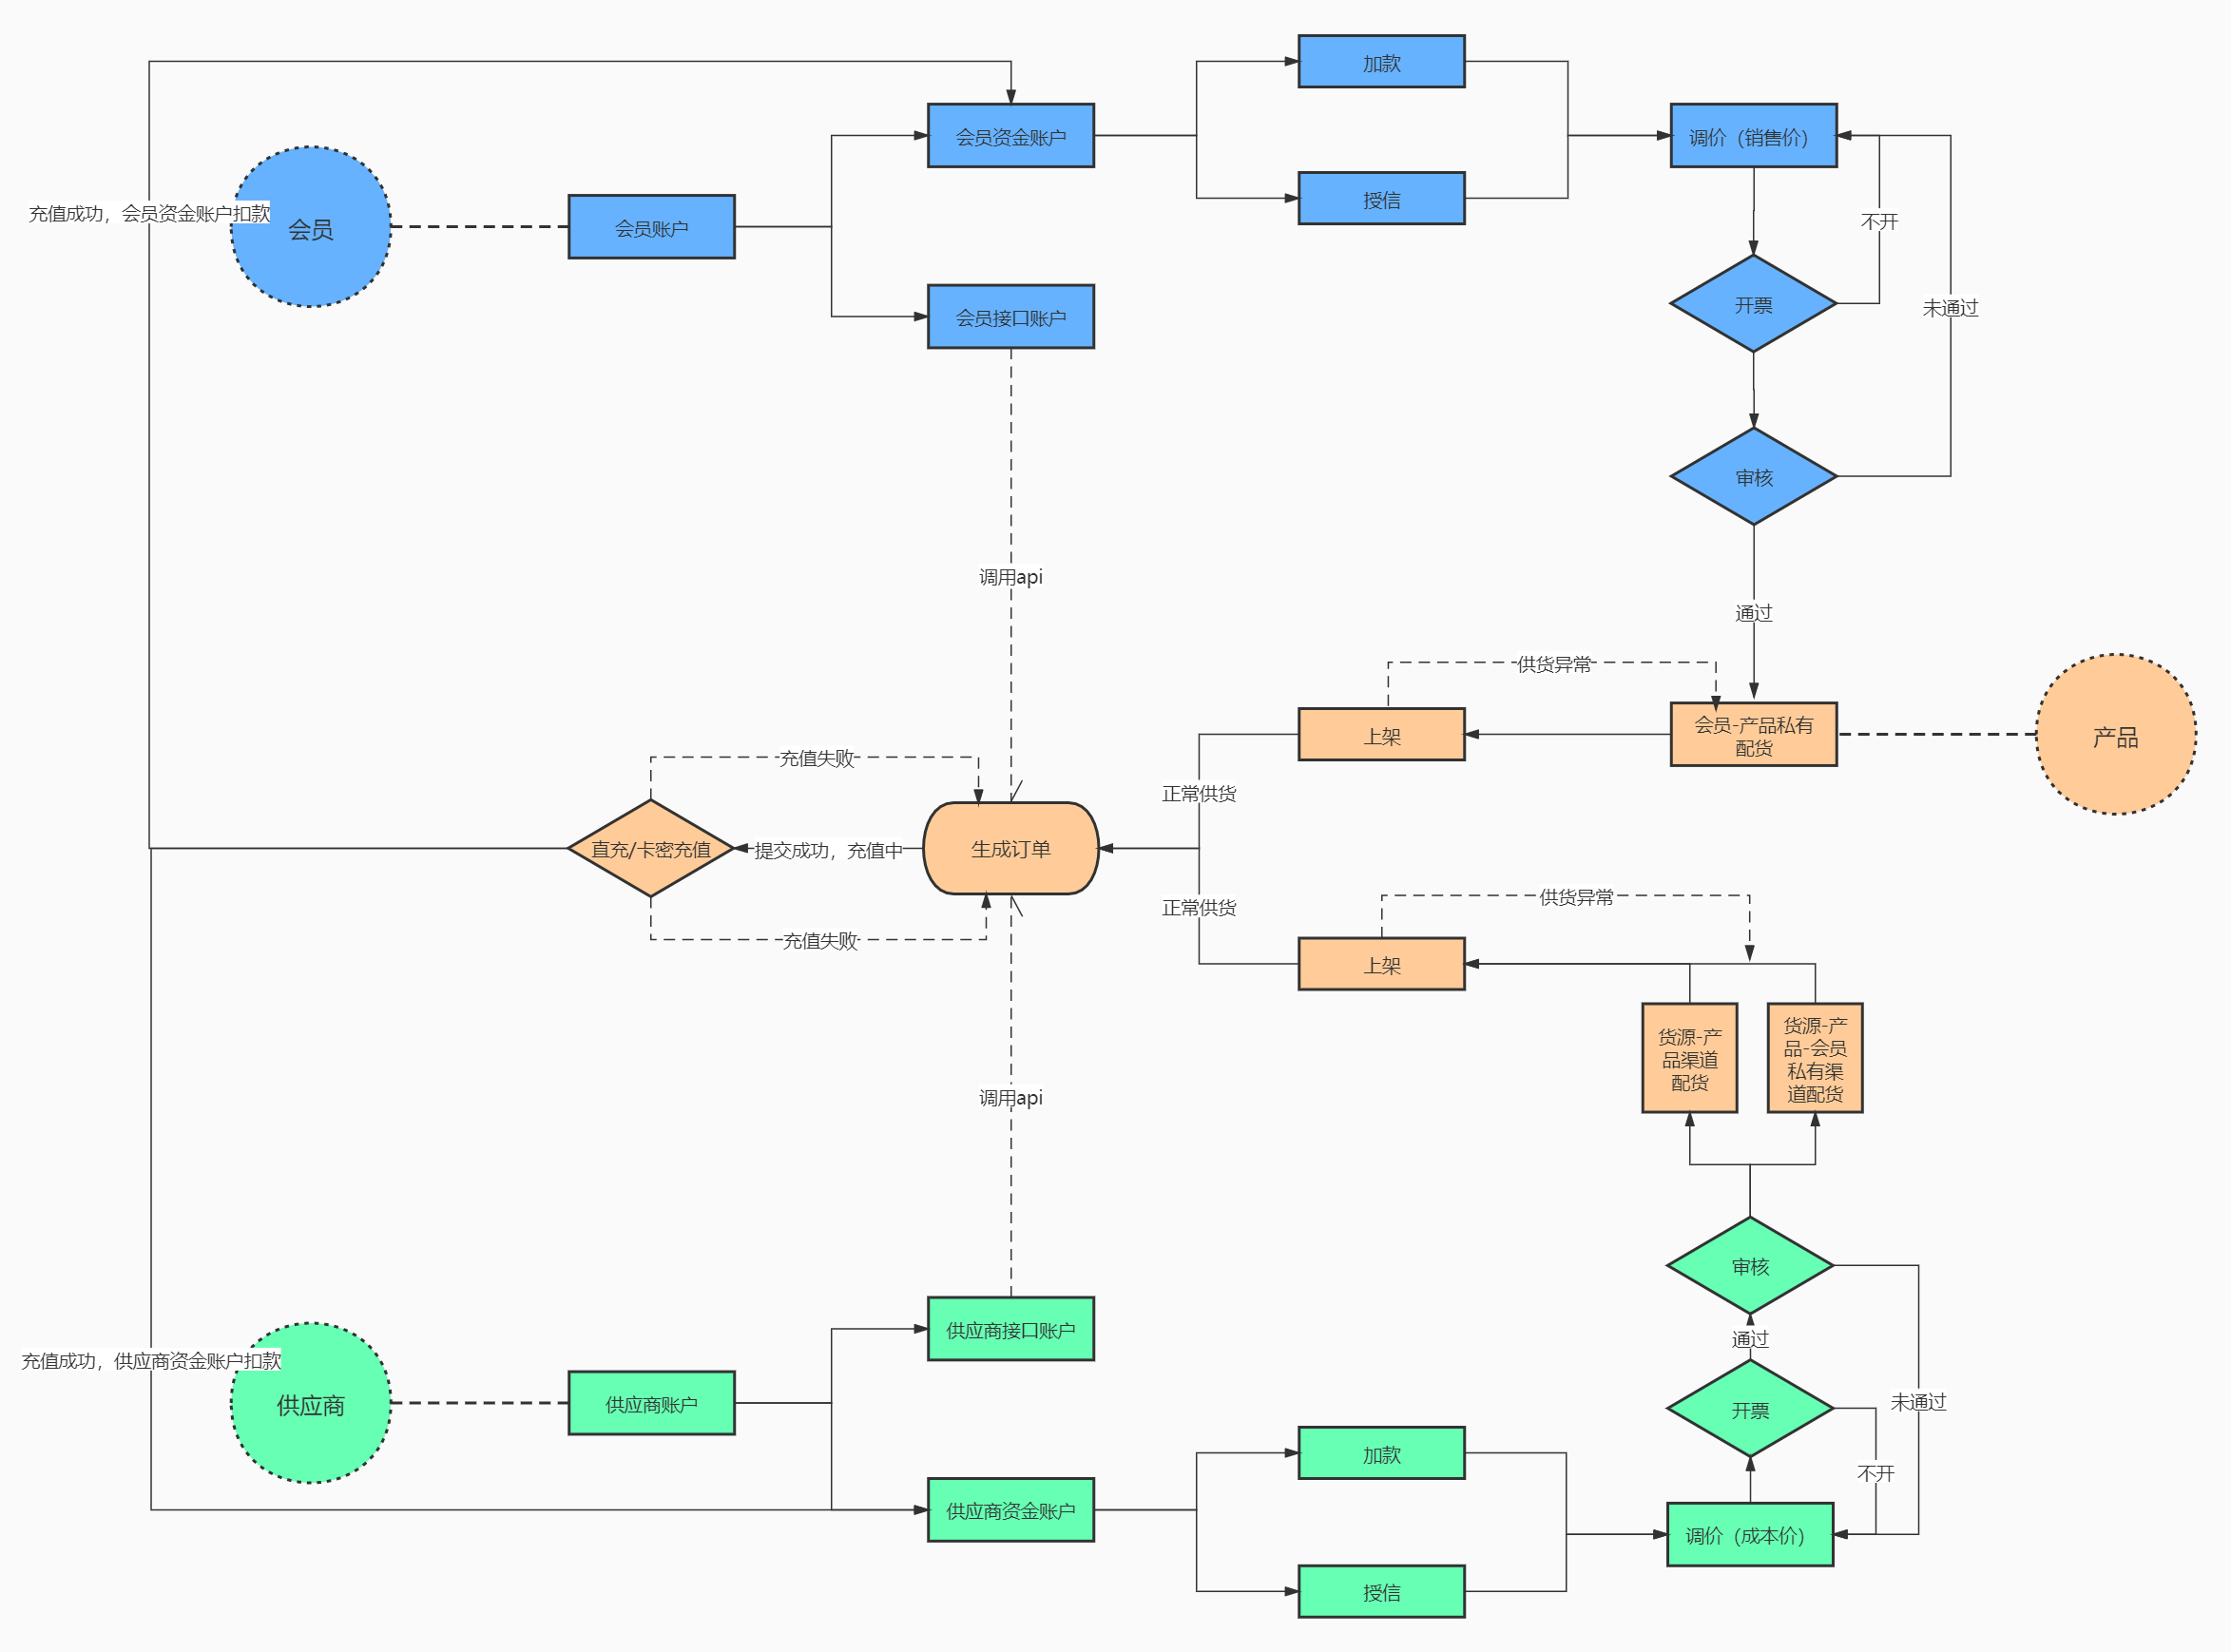 加款
会员资金账户
调价（销售价）
授信
充值成功，会员资金账户扣款
会员
会员账户
不开
会员接口账户
开票
未通过
审核
调用api
通过
供货异常
会员-产品私有
配货
上架
产品
充值失败
正常供货
直充/卡密充值
提交成功，充值中
生成订单
供货异常
正常供货
充值失败
上架
货源-产
品渠道
配货
货源-产
品-会员
私有渠
道配货
调用api
审核
供应商接口账户
通过
充值成功，供应商资金账户扣款
供应商
供应商账户
未通过
开票
加款
不开
供应商资金账户
调价（成本价）
授信